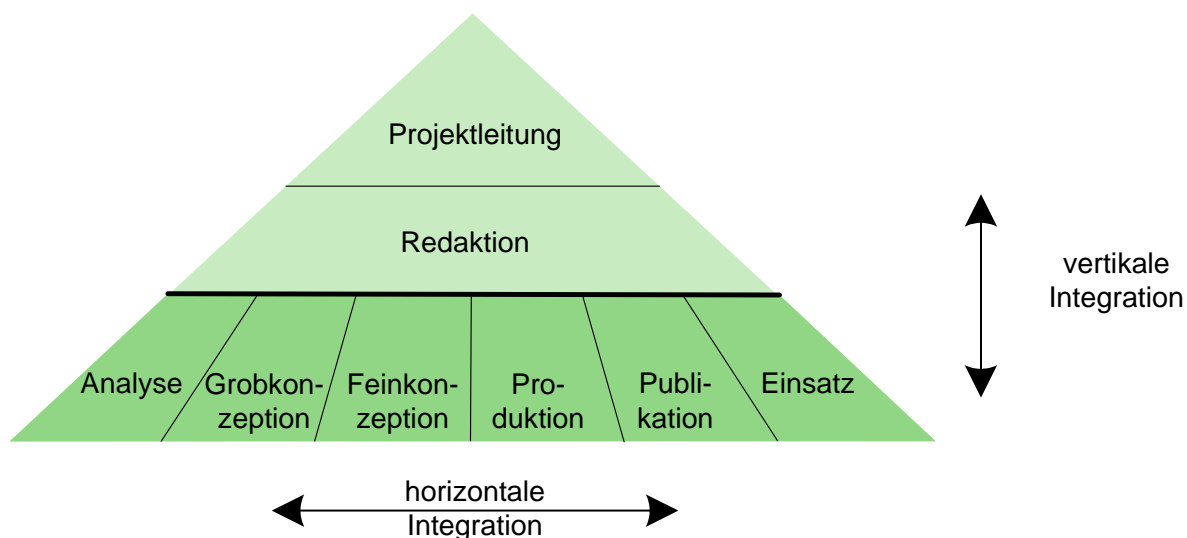 Projektleitung
Redaktion
vertikale
Integration
Analyse
Grobkon-
zeption
Feinkon-
zeption
Pro-
duktion
Publi-
kation
Einsatz
horizontale
Integration